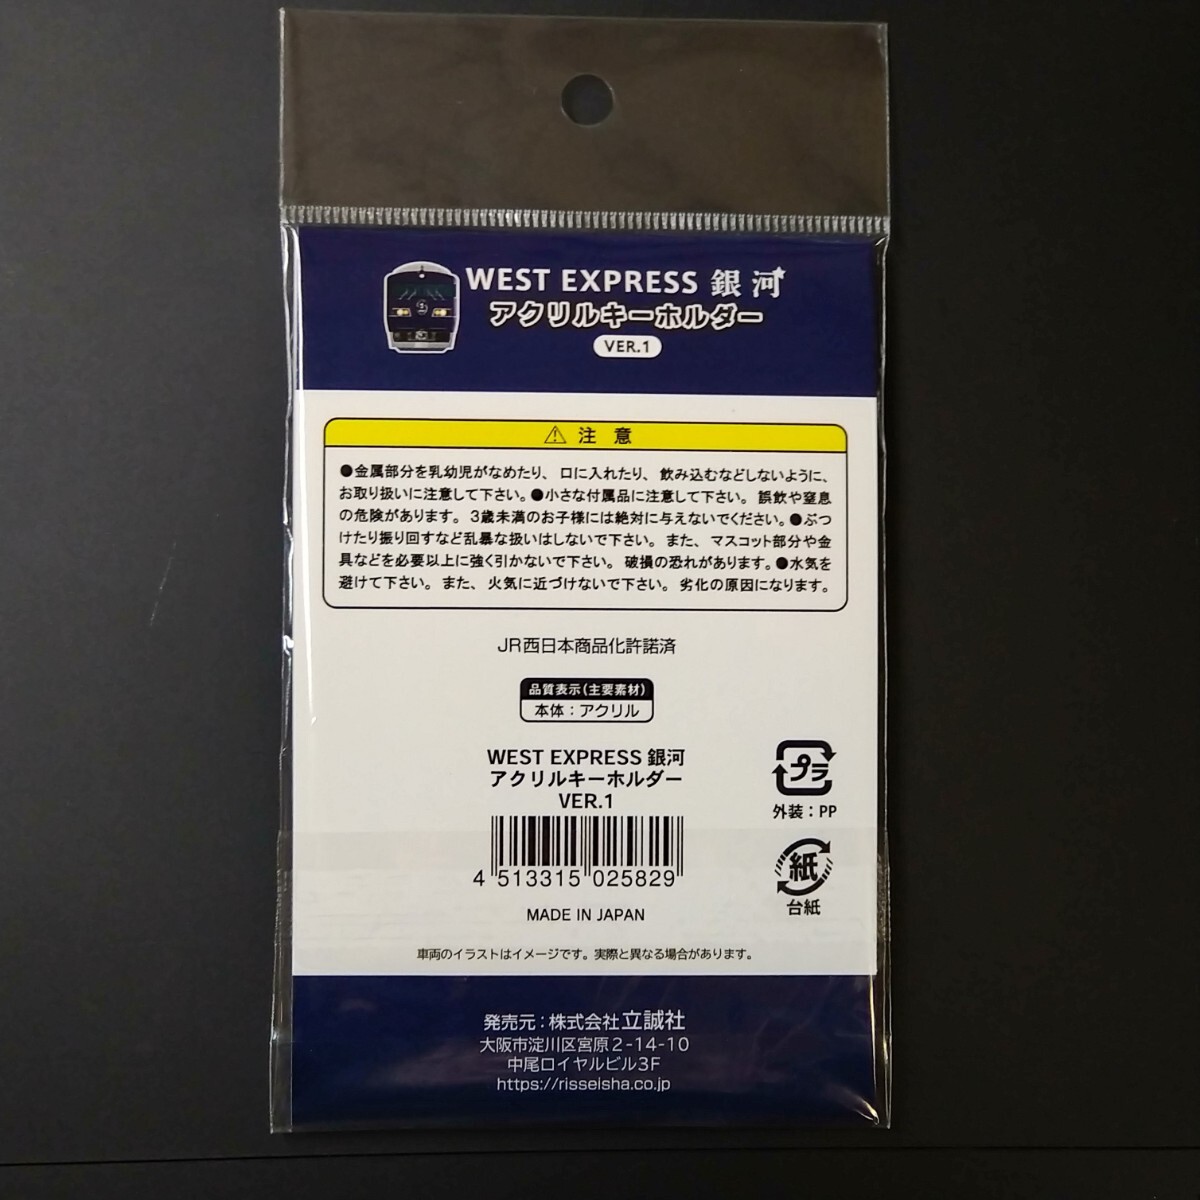 WEST EXPRESS 銀河
アクリルキーホルダー
VER.1
⚠ 注 意
●金属部分を乳幼児がなめたり、口に入れたり、飲み込むなどしないように、
お取り扱いに注意して下さい。●小さな付属品に注意して下さい。誤飲や窒息
の危険があります。3歳未満のお子様には絶対に与えないでください。●ぶつ
けたり振り回すなど乱暴な扱いはしないで下さい。また、マスコット部分や金
具などを必要以上に強く引かないで下さい。破損の恐れがあります。●水気を
避けて下さい。また、火気に近づけないで下さい。劣化の原因になります。
JR西日本商品化許諾済
品質表示(主要素材)
本体：アクリル
WEST EXPRESS 銀河
アクリルキーホルダー
VER.1
4 513315 025829
MADE IN JAPAN
プラ
外装：PP
紙
台紙
車両のイラストはイメージです。実際と異なる場合があります。
発売元：株式会社立誠社
大阪市淀川区宮原2-14-10
中尾ロイヤルビル3F
https://risseisha.co.jp